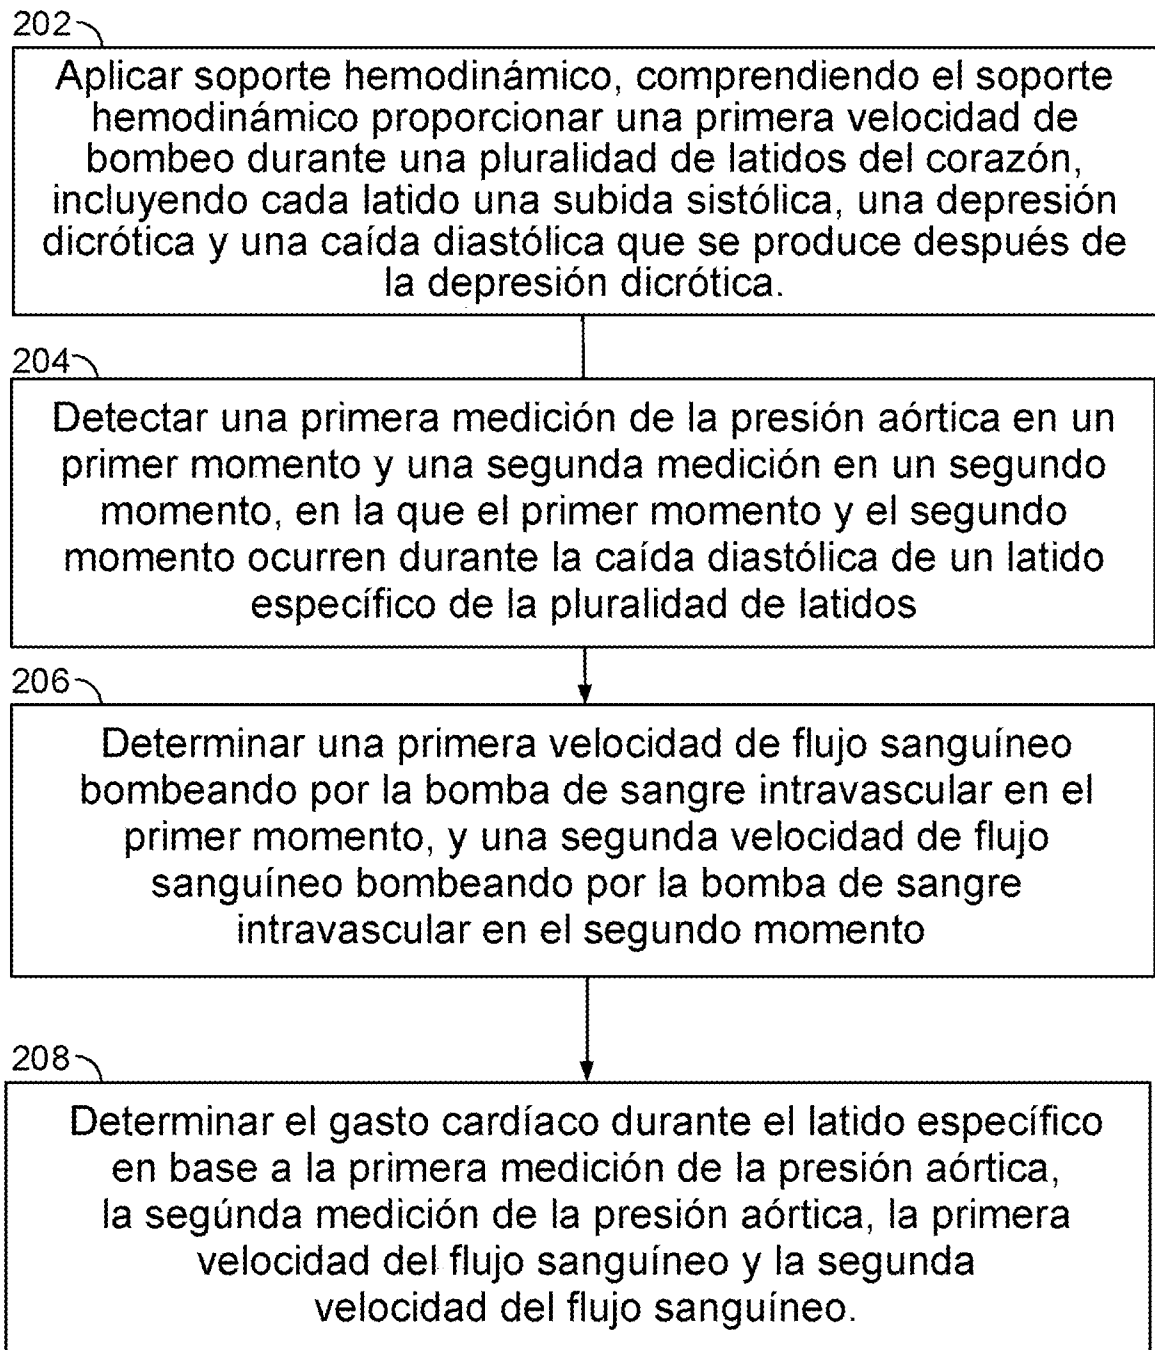 202
Aplicar soporte hemodinámico, comprendiendo el soporte
hemodinámico proporcionar una primera velocidad de
bombeo durante una pluralidad de latidos del corazón,
incluyendo cada latido una subida sistólica, una depresión
dicrótica y una caída diastólica que se produce después de
la depresión dicrótica.
204
Detectar una primera medición de la presión aórtica en un
primer momento y una segunda medición en un segundo
momento, en la que el primer momento y el segundo
momento ocurren durante la caída diastólica de un latido
específico de la pluralidad de latidos
206
Determinar una primera velocidad de flujo sanguíneo
bombeando por la bomba de sangre intravascular en el
primer momento, y una segunda velocidad de flujo
sanguíneo bombeando por la bomba de sangre
intravascular en el segundo momento
208
Determinar el gasto cardíaco durante el latido específico
en base a la primera medición de la presión aórtica,
la segúnda medición de la presión aórtica, la primera
velocidad del flujo sanguíneo y la segunda
velocidad del flujo sanguíneo.